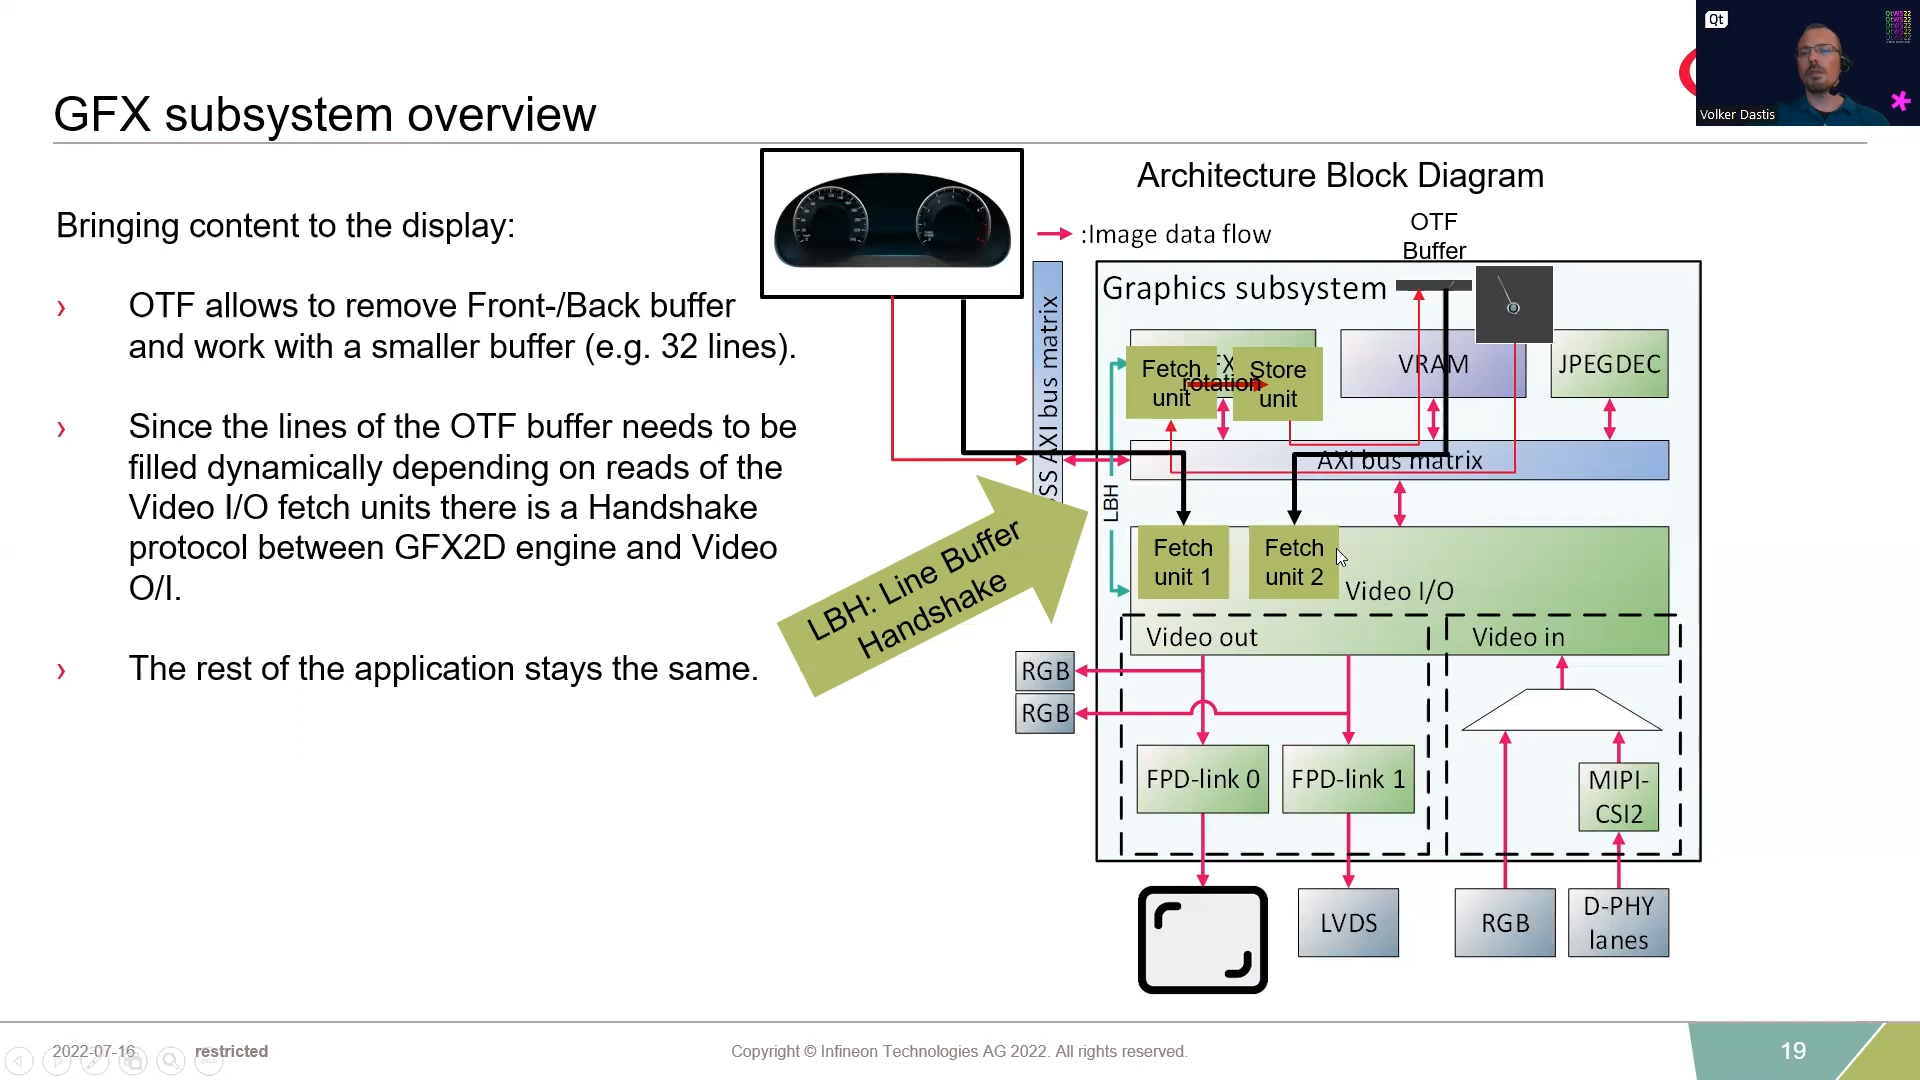 Qt
QtWS22
Volker Dastis
GFX subsystem overview
Bringing content to the display:
› OTF allows to remove Front-/Back buffer
and work with a smaller buffer (e.g. 32 lines).
› Since the lines of the OTF buffer needs to be
filled dynamically depending on reads of the
Video I/O fetch units there is a Handshake
protocol between GFX2D engine and Video
O/I.
› The rest of the application stays the same.
Architecture Block Diagram
:Image data flow
OTF
Buffer
Graphics subsystem
SS AXI bus matrix
Fetch
unit
rotation
Store
unit
VRAM
JPEGDEC
AXI bus matrix
LBH
LBH: Line Buffer
Handshake
Fetch
unit 1
Fetch
unit 2
Video I/O
Video out
Video in
RGB
RGB
FPD-link 0
FPD-link 1
MIPI-
CSI2
LVDS
RGB
D-PHY
lanes
2022-07-16
restricted
Copyright © Infineon Technologies AG 2022. All rights reserved.
19